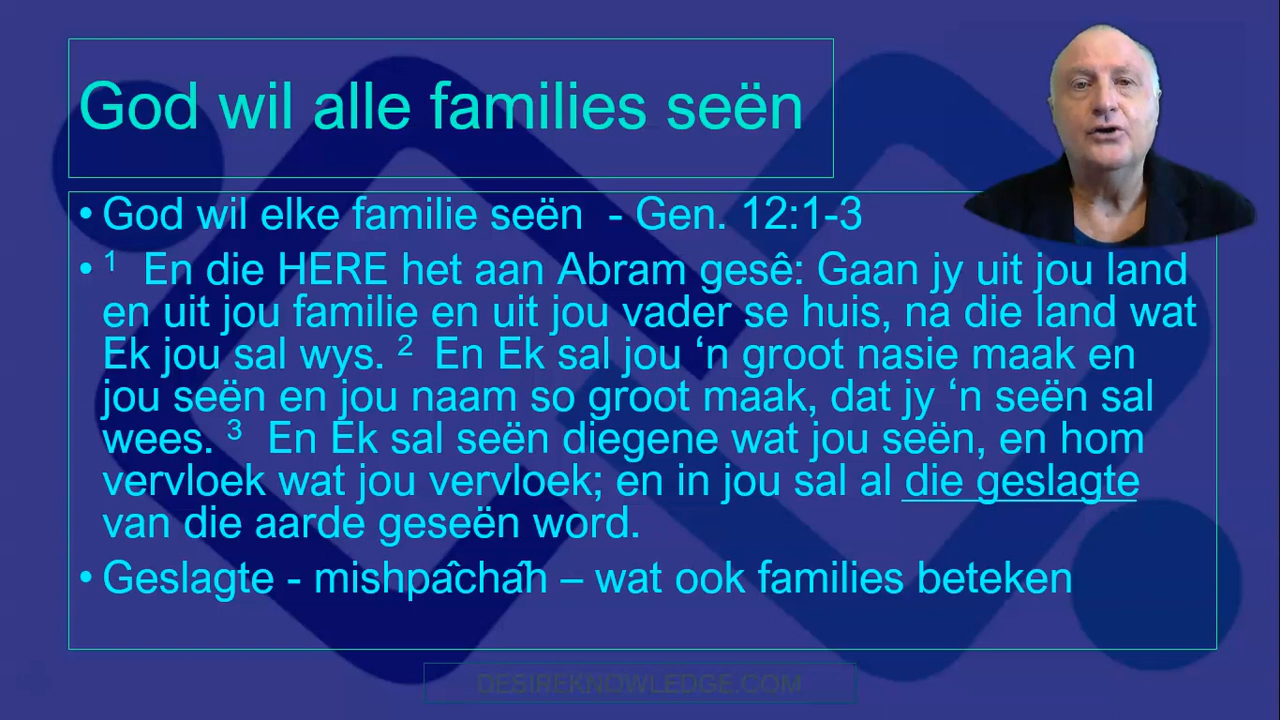 God wil alle families seën
• God wil elke familie seën - Gen. 12:1-3
• 1 En die HERE het aan Abram gesê: Gaan jy uit jou land
en uit jou familie en uit jou vader se huis, na die land wat
Ek jou sal wys. 2 En Ek sal jou ‘n groot nasie maak en
jou seën en jou naam so groot maak, dat jy ‘n seën sal
wees. 3 En Ek sal seën diegene wat jou seën, en hom
vervloek wat jou vervloek; en in jou sal al die geslagte
van die aarde geseën word.
• Geslagte - mishpâchâh – wat ook families beteken
DESIREKNOWLEDGE.COM